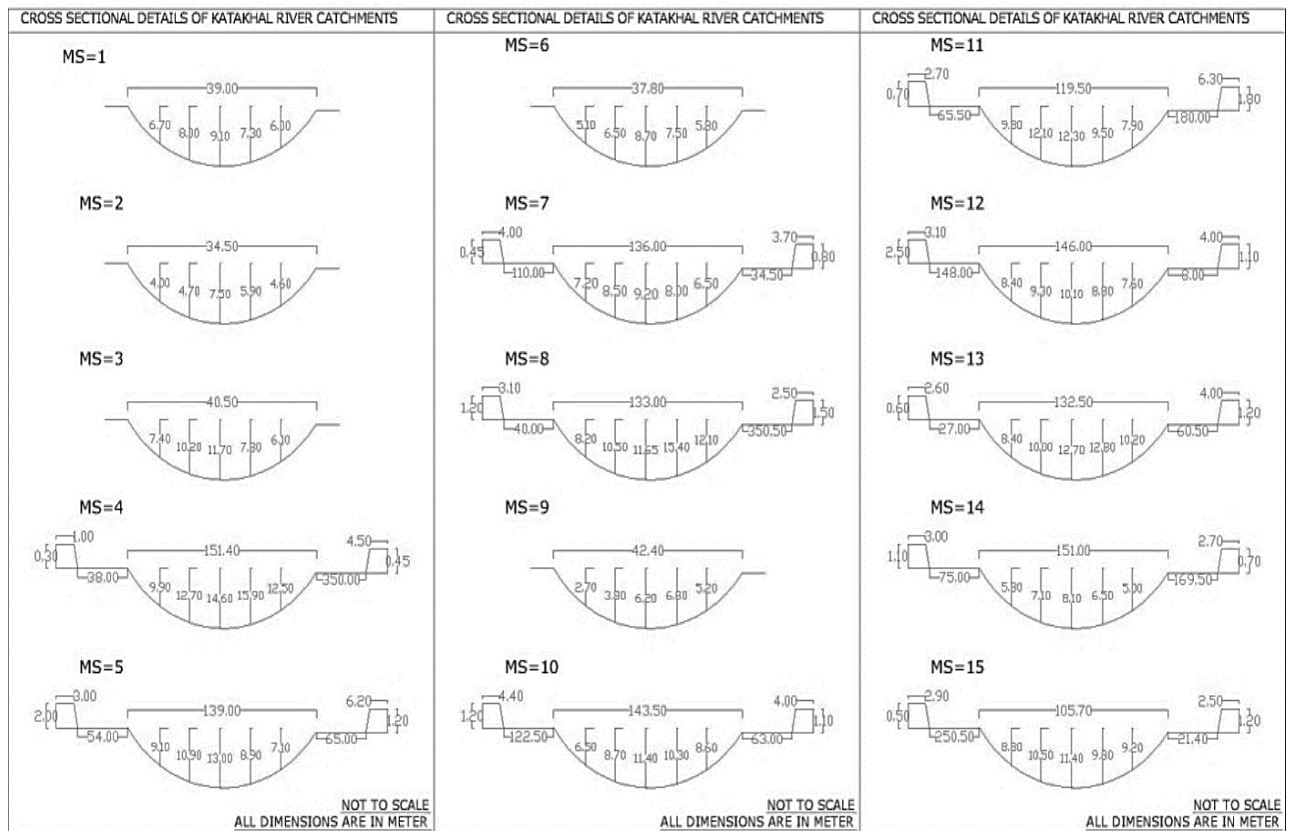 CROSS SECTIONAL DETAILS OF KATAKHAL RIVER CATCHMENTS
MS=1
39.00
6.70 8.00 9.10 7.30 6.00
MS=2
34.50
4.00 4.70 7.50 5.90 4.60
MS=3
40.50
7.40 10.20 11.70 7.80 6.10
MS=4
1.00 151.40 4.50
0.30 0.45
38.00 350.00
9.90 12.70 14.60 15.90 12.50
MS=5
3.00 139.00 6.20
2.00 1.20
54.00 65.00
9.10 10.90 13.00 8.90 7.10
NOT TO SCALE
ALL DIMENSIONS ARE IN METER
CROSS SECTIONAL DETAILS OF KATAKHAL RIVER CATCHMENTS
MS=6
37.80
5.10 6.50 8.70 7.50 5.80
MS=7
4.00 136.00 3.70
0.45 0.80
110.00 34.50
7.20 8.50 9.20 8.00 6.50
MS=8
3.10 133.00 2.50
1.20 1.50
40.00 350.50
8.20 10.50 11.65 15.40 12.10
MS=9
42.40
2.70 3.90 6.20 6.80 5.20
MS=10
4.40 143.50 4.00
1.20 1.10
122.50 63.00
6.50 8.70 11.40 10.30 8.60
NOT TO SCALE
ALL DIMENSIONS ARE IN METER
CROSS SECTIONAL DETAILS OF KATAKHAL RIVER CATCHMENTS
MS=11
2.70 119.50 6.30
0.70 1.80
65.50 180.00
9.80 12.10 12.30 9.50 7.90
MS=12
3.10 146.00 4.00
2.50 1.10
148.00 8.00
8.40 9.30 10.10 8.80 7.60
MS=13
2.60 132.50 4.00
0.60 1.20
27.00 60.50
8.40 10.00 12.70 12.80 10.20
MS=14
3.00 151.00 2.70
1.10 0.70
75.00 169.50
5.80 7.10 8.10 6.50 5.00
MS=15
2.90 105.70 2.50
0.50 1.20
250.50 21.40
8.80 10.50 11.40 9.80 9.20
NOT TO SCALE
ALL DIMENSIONS ARE IN METER